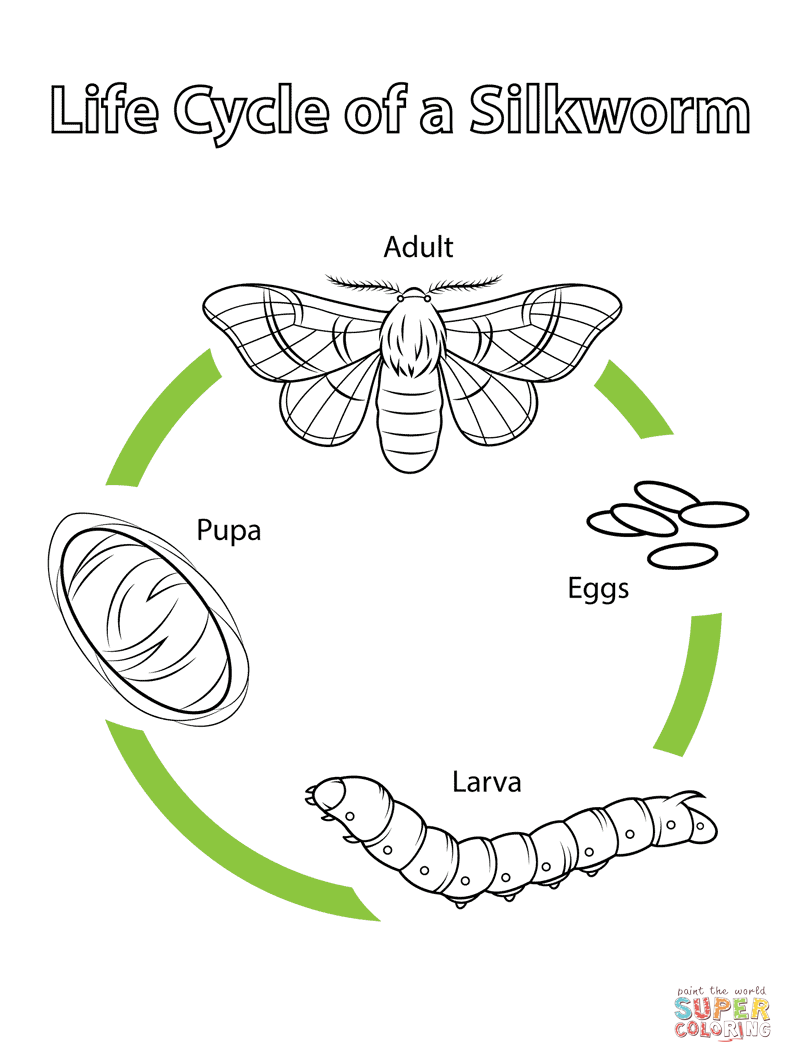 Life Cycle of a Silkworm
Adult
Pupa
Eggs
Larva
paint the world
SUPER
COLORING